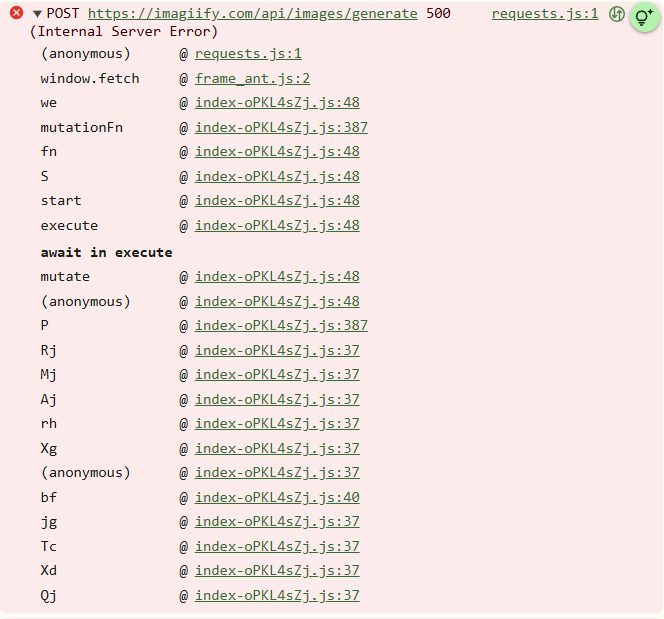 POST https://imagiify.com/api/images/generate 500 requests.js:1
(Internal Server Error)
(anonymous) @ requests.js:1
window.fetch @ frame_ant.js:2
we @ index-oPKL4sZj.js:48
mutationFn @ index-oPKL4sZj.js:387
fn @ index-oPKL4sZj.js:48
S @ index-oPKL4sZj.js:48
start @ index-oPKL4sZj.js:48
execute @ index-oPKL4sZj.js:48
await in execute
mutate @ index-oPKL4sZj.js:48
(anonymous) @ index-oPKL4sZj.js:48
P @ index-oPKL4sZj.js:387
Rj @ index-oPKL4sZj.js:37
Mj @ index-oPKL4sZj.js:37
Aj @ index-oPKL4sZj.js:37
rh @ index-oPKL4sZj.js:37
Xg @ index-oPKL4sZj.js:37
(anonymous) @ index-oPKL4sZj.js:37
bf @ index-oPKL4sZj.js:40
jg @ index-oPKL4sZj.js:37
Tc @ index-oPKL4sZj.js:37
Xd @ index-oPKL4sZj.js:37
Qj @ index-oPKL4sZj.js:37